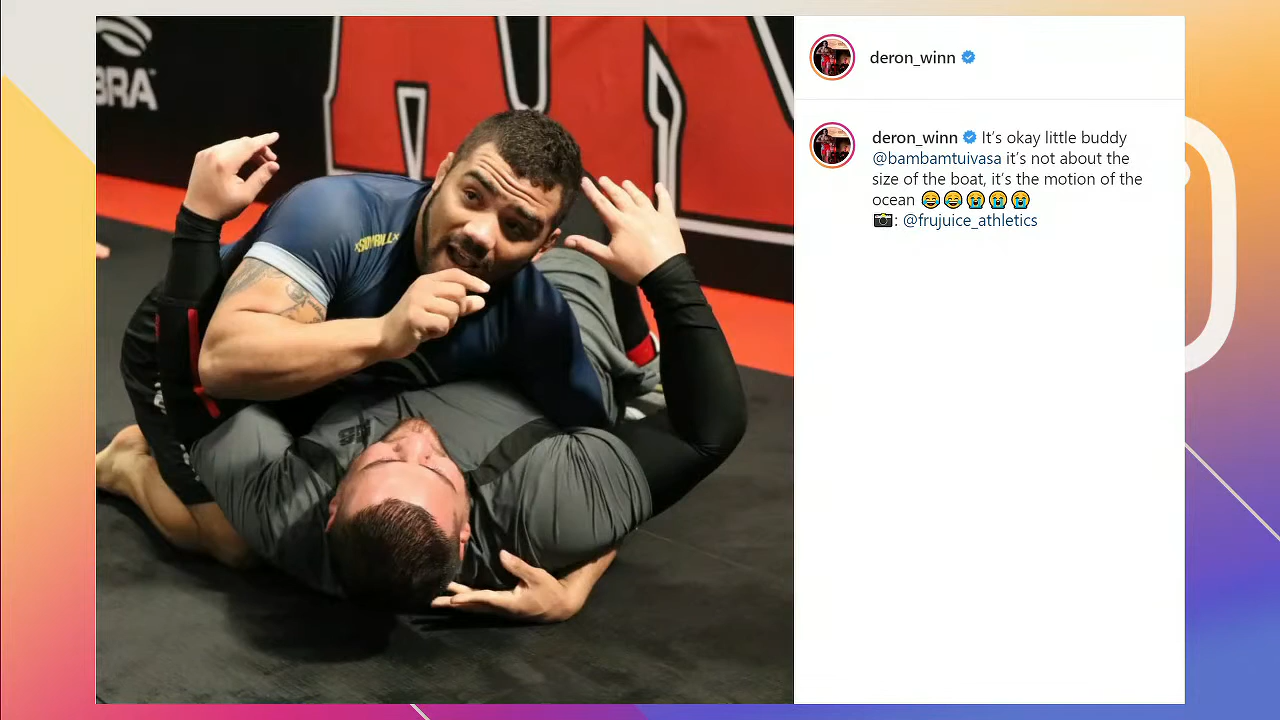 BRA
deron_winn
deron_winn It’s okay little buddy
@bambamtuivasa it’s not about the
size of the boat, it’s the motion of the
ocean 😂😂😭😭😭
📸: @frujuice_athletics